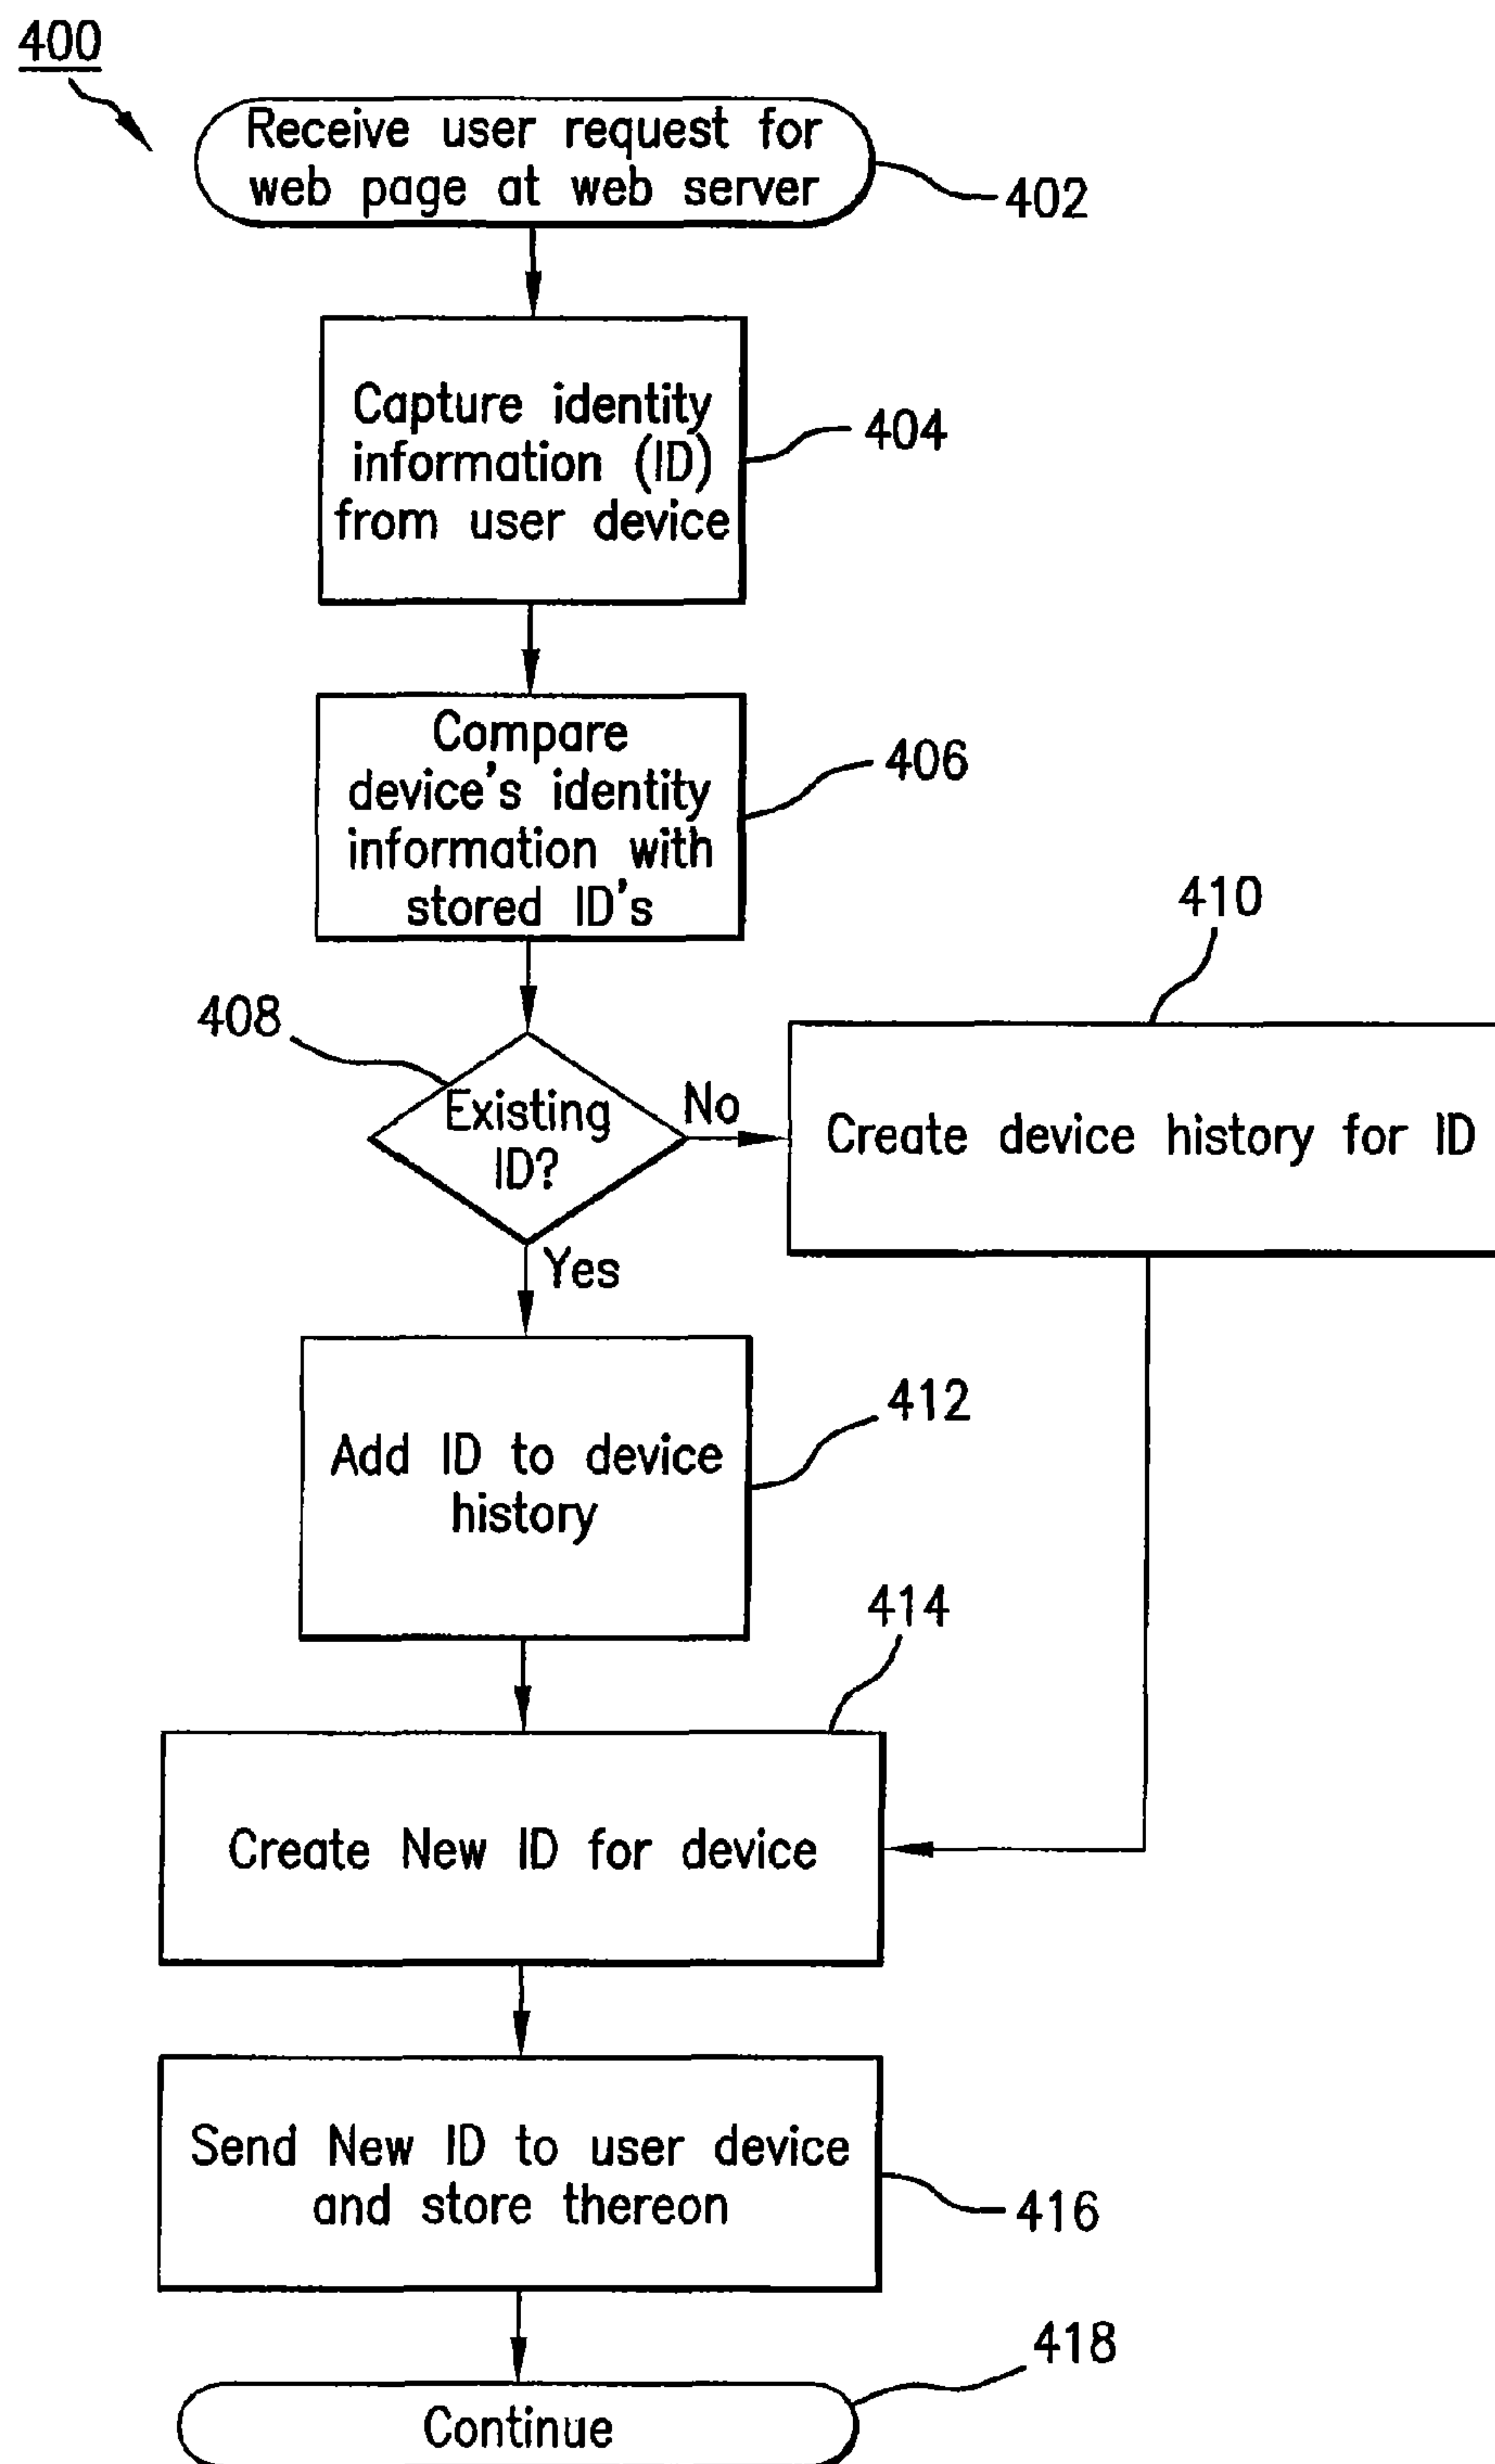 400
Receive user request for
web page at web server
402
Capture identity
information (ID)
from user device
404
Compare
device's identity
information with
stored ID's
406
408
Existing
ID?
No
410
Create device history for ID
Yes
Add ID to device
history
412
414
Create New ID for device
Send New ID to user device
and store thereon
416
418
Continue